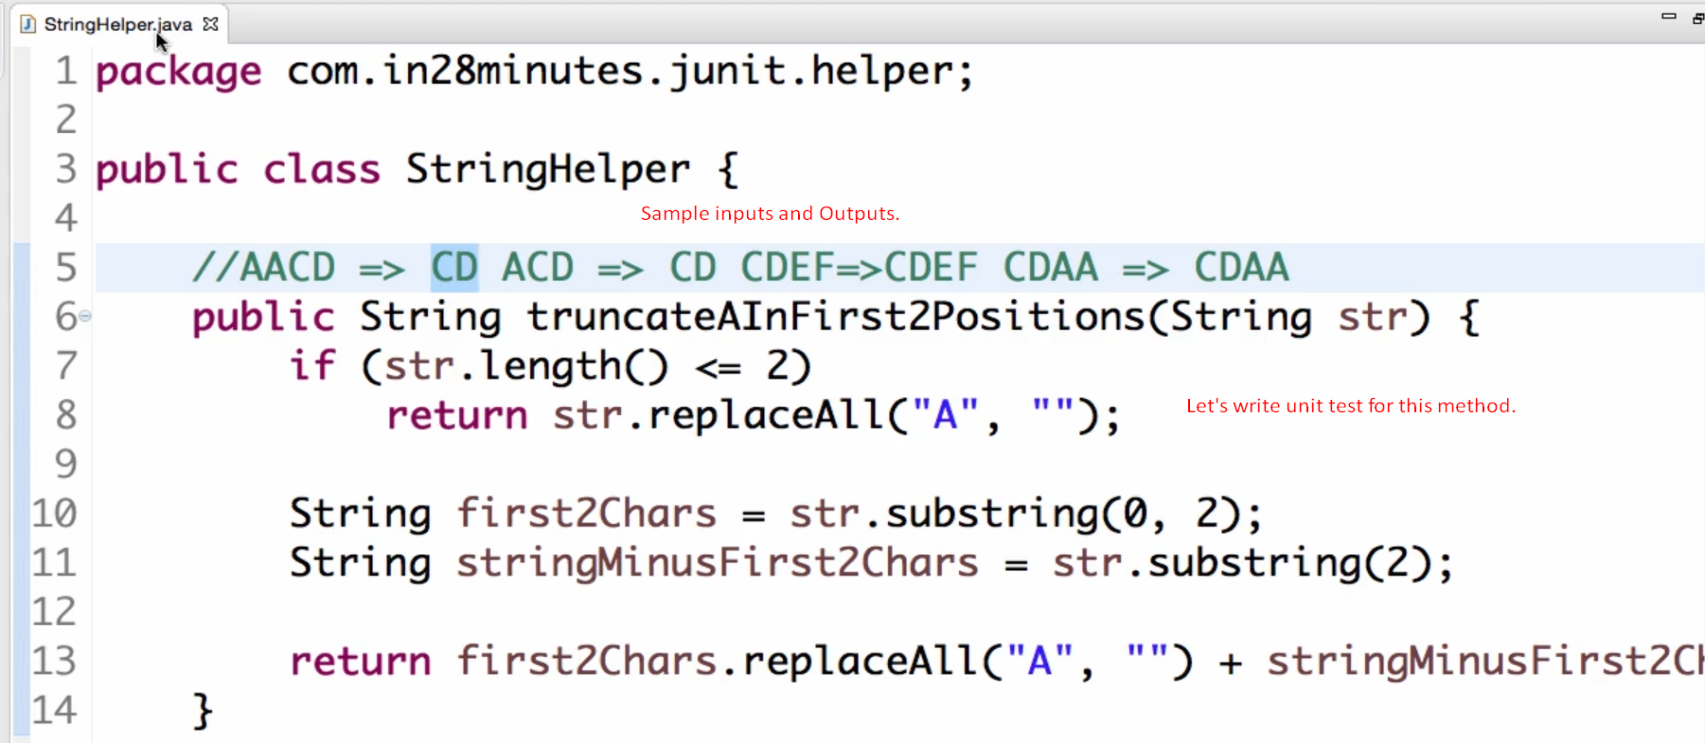 StringHelper.java
1 package com.in28minutes.junit.helper;
2
3 public class StringHelper {
4
Sample inputs and Outputs.
5 //AACD => CD ACD => CD CDEF=>CDEF CDAA => CDAA
6 public String truncateAInFirst2Positions(String str) {
7 if (str.length() <= 2)
8 return str.replaceAll("A", "");
Let's write unit test for this method.
9
10 String first2Chars = str.substring(0, 2);
11 String stringMinusFirst2Chars = str.substring(2);
12
13 return first2Chars.replaceAll("A", "") + stringMinusFirst2Ch
14 }